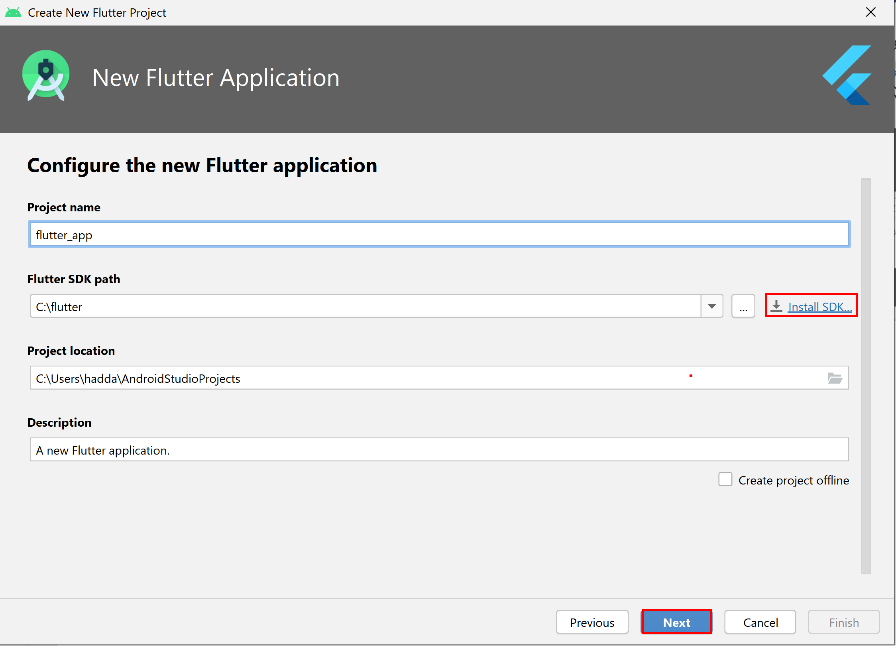 Create New Flutter Project
New Flutter Application
Configure the new Flutter application
Project name
flutter_app
Flutter SDK path
C:\flutter
... Install SDK...
Project location
C:\Users\hadda\AndroidStudioProjects
Description
A new Flutter application.
Create project offline
Previous Next Cancel Finish